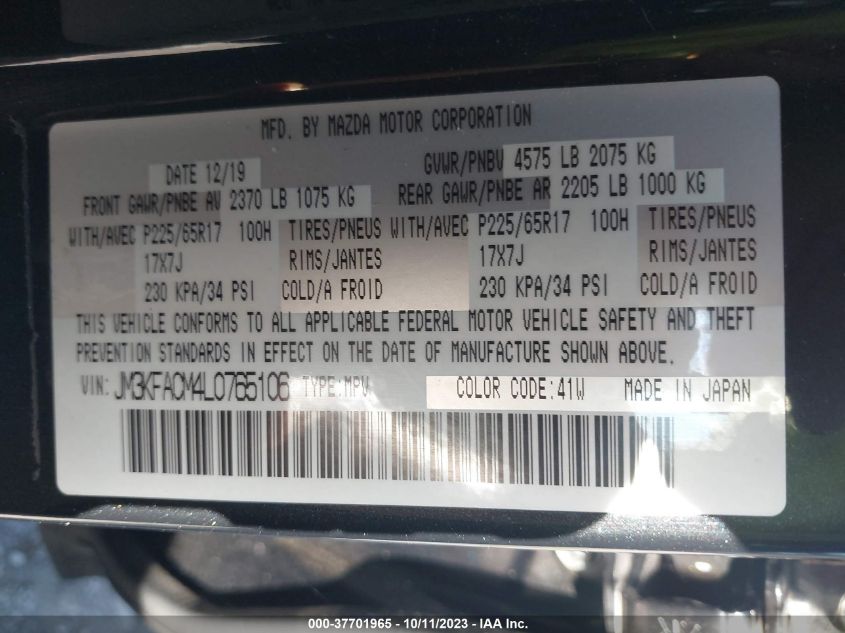 MFD. BY MAZDA MOTOR CORPORATION
DATE 12/19 GVWR/PNBV 4575 LB 2075 KG
FRONT GAWR/PNBE AV 2370 LB 1075 KG REAR GAWR/PNBE AR 2205 LB 1000 KG
WITH/AVEC P225/65R17 100H TIRES/PNEUS WITH/AVEC P225/65R17 100H TIRES/PNEUS
17X7J RIMS/JANTES 17X7J RIMS/JANTES
230 KPA/34 PSI COLD/A FROID 230 KPA/34 PSI COLD/A FROID
THIS VEHICLE CONFORMS TO ALL APPLICABLE FEDERAL MOTOR VEHICLE SAFETY AND THEFT
PREVENTION STANDARDS IN EFFECT ON THE DATE OF MANUFACTURE SHOWN ABOVE.
VIN: JM3KFACM4L0765106 TYPE:MPV COLOR CODE:41W MADE IN JAPAN
000-37701965 - 10/11/2023 - IAA Inc.